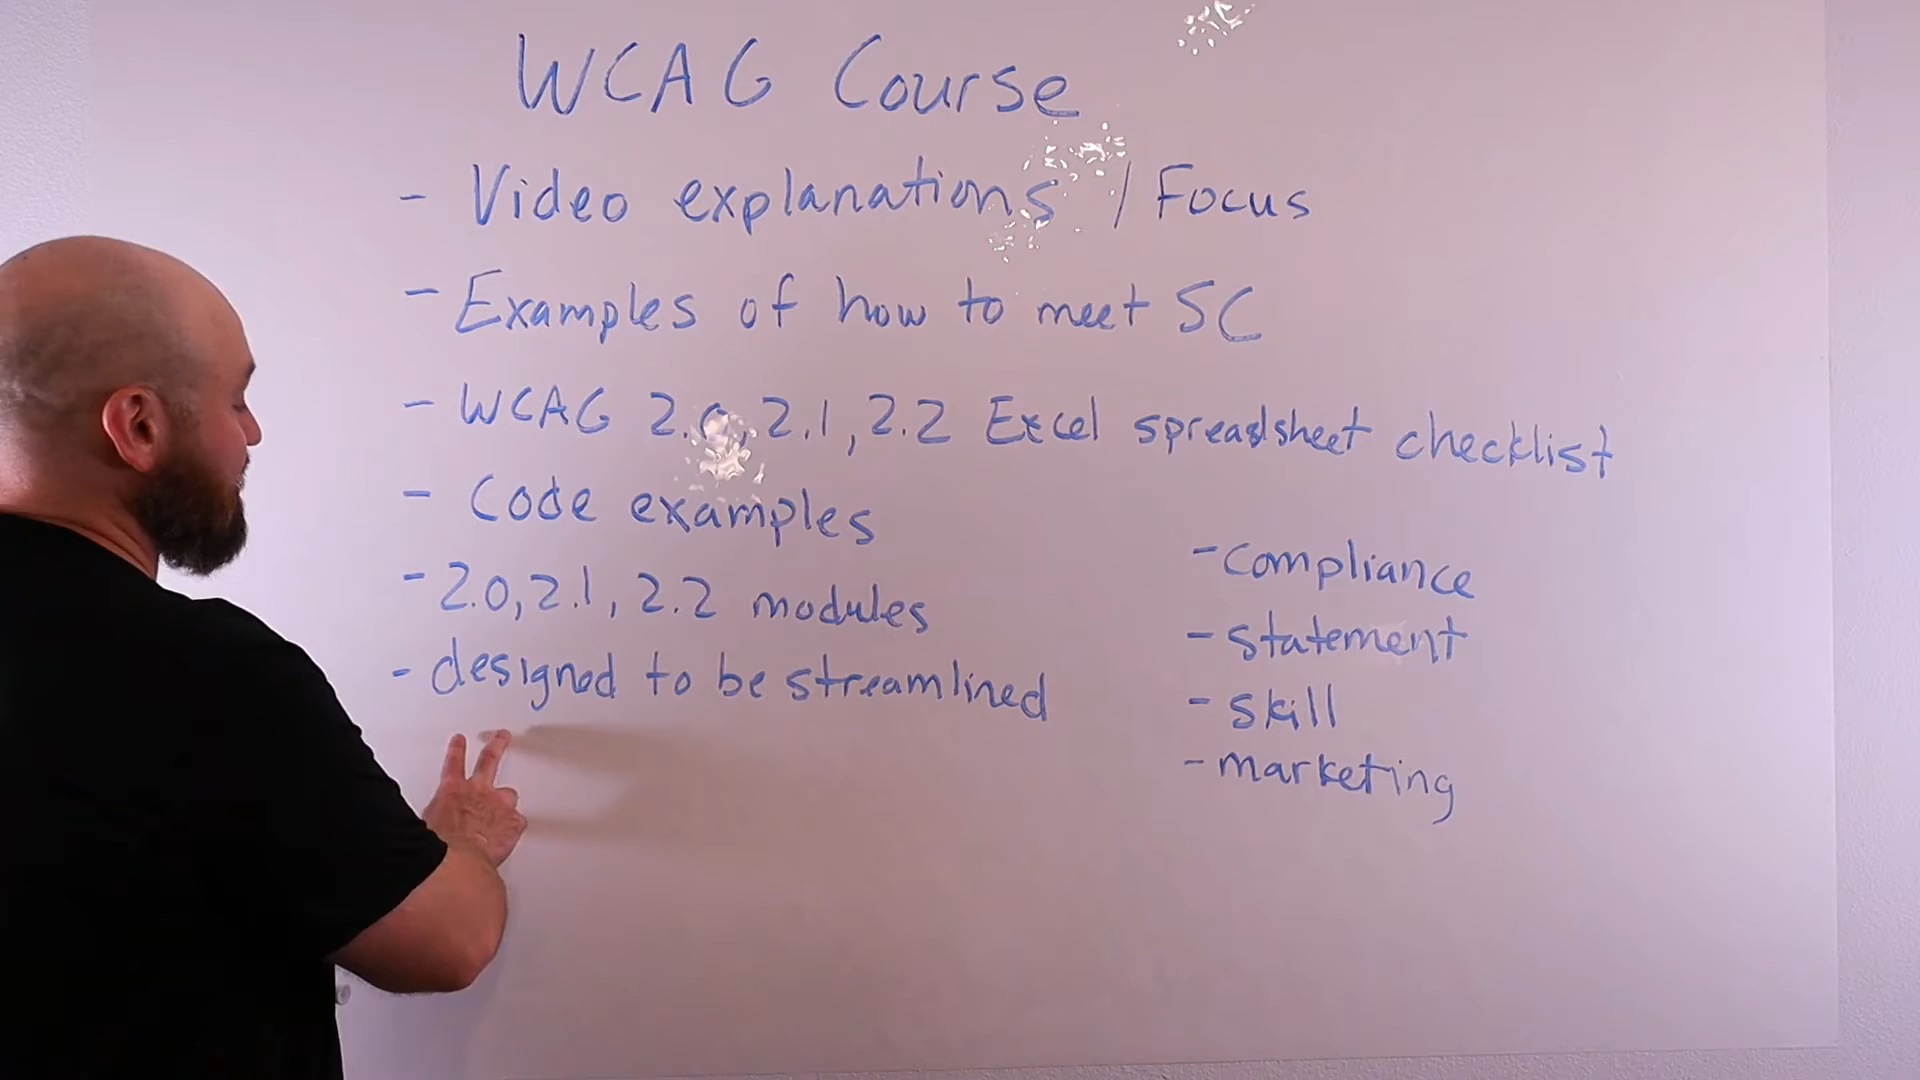 WCAG Course
- Video explanations / Focus
- Examples of how to meet SC
- WCAG 2.0, 2.1, 2.2 Excel spreadsheet checklist
- Code examples
- 2.0, 2.1, 2.2 modules
- designed to be streamlined
- compliance
- statement
- skill
- marketing